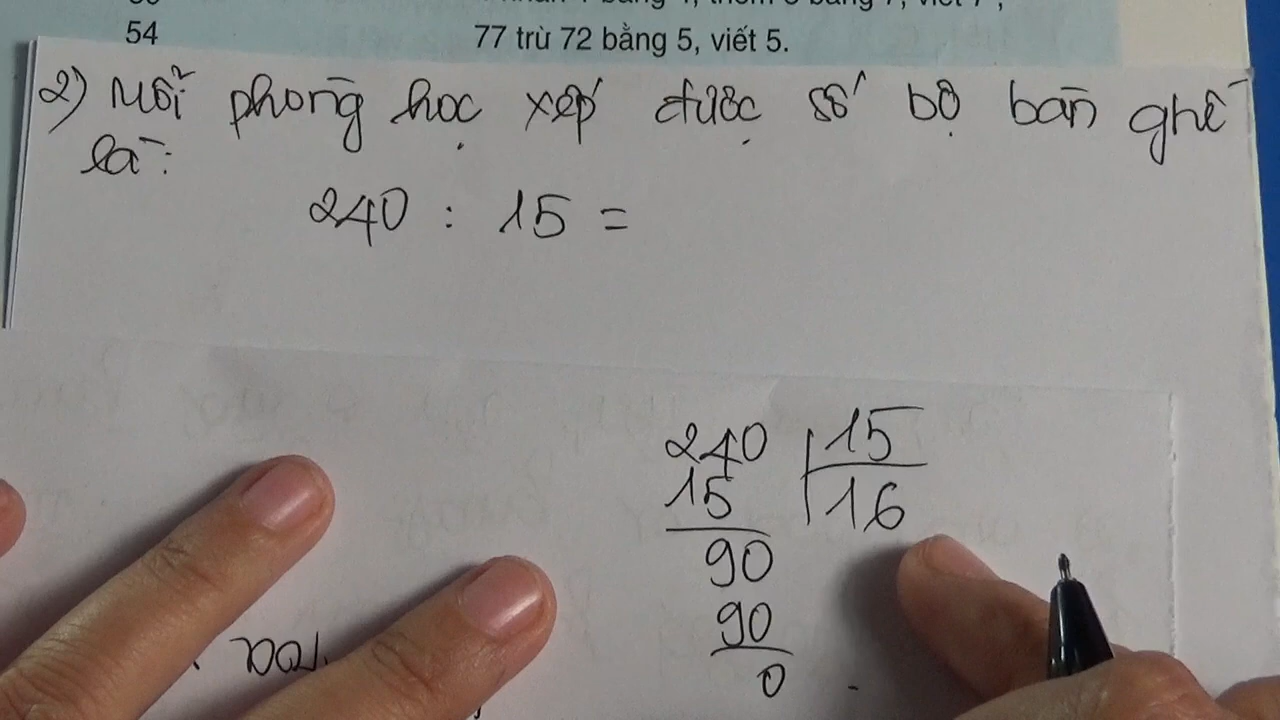 54
77 trừ 72 bằng 5, viết 5.
2) Mỗi phòng học xếp được số bộ bàn ghế
là:
240 : 15 =
240 15
15 16
90
90
0